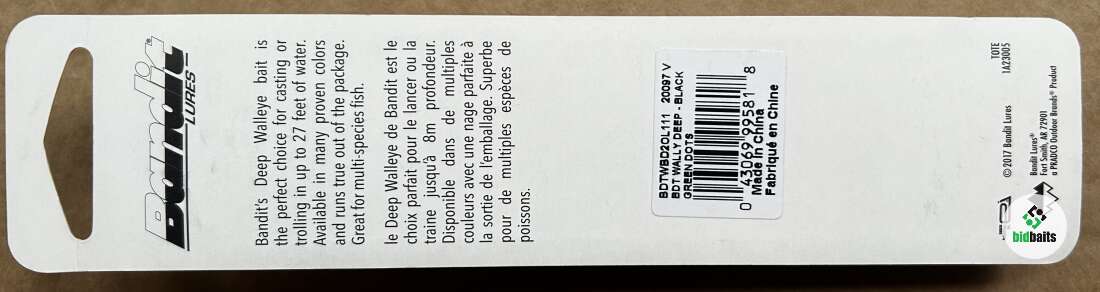 Bandit
LURES
Bandit's Deep Walleye bait is
the perfect choice for casting or
trolling in up to 27 feet of water.
Available in many proven colors
and runs true out of the package.
Great for multi-species fish.
le Deep Walleye de Bandit est le
choix parfait pour le lancer ou la
traine jusqu'à 8m profondeur.
Disponible dans de multiples
couleurs avec une nage parfaite à
la sortie de l'emballage. Superbe
pour de multiples espèces de
poissons.
BDTWBD2OL111 20097 V
BDT WALLY DEEP - BLACK
GREEN DOTS
0 43069 99581 8
Made in China
Fabriqué en Chine
TOTE
1A23005
©2017 Bandit Lures
Bandit Lures®
Fort Smith, AR 72901
a PRADCO Outdoor Brands® Product
bidbaits